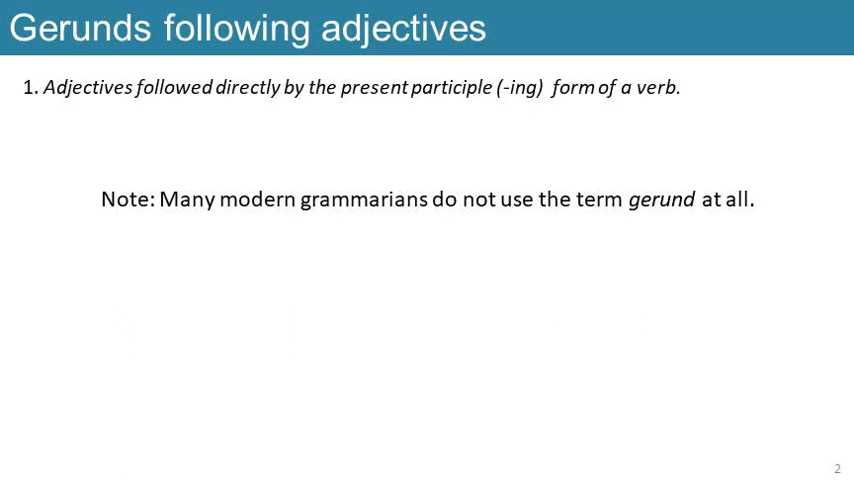 Gerunds following adjectives
1. Adjectives followed directly by the present participle (-ing) form of a verb.
Note: Many modern grammarians do not use the term gerund at all.
2